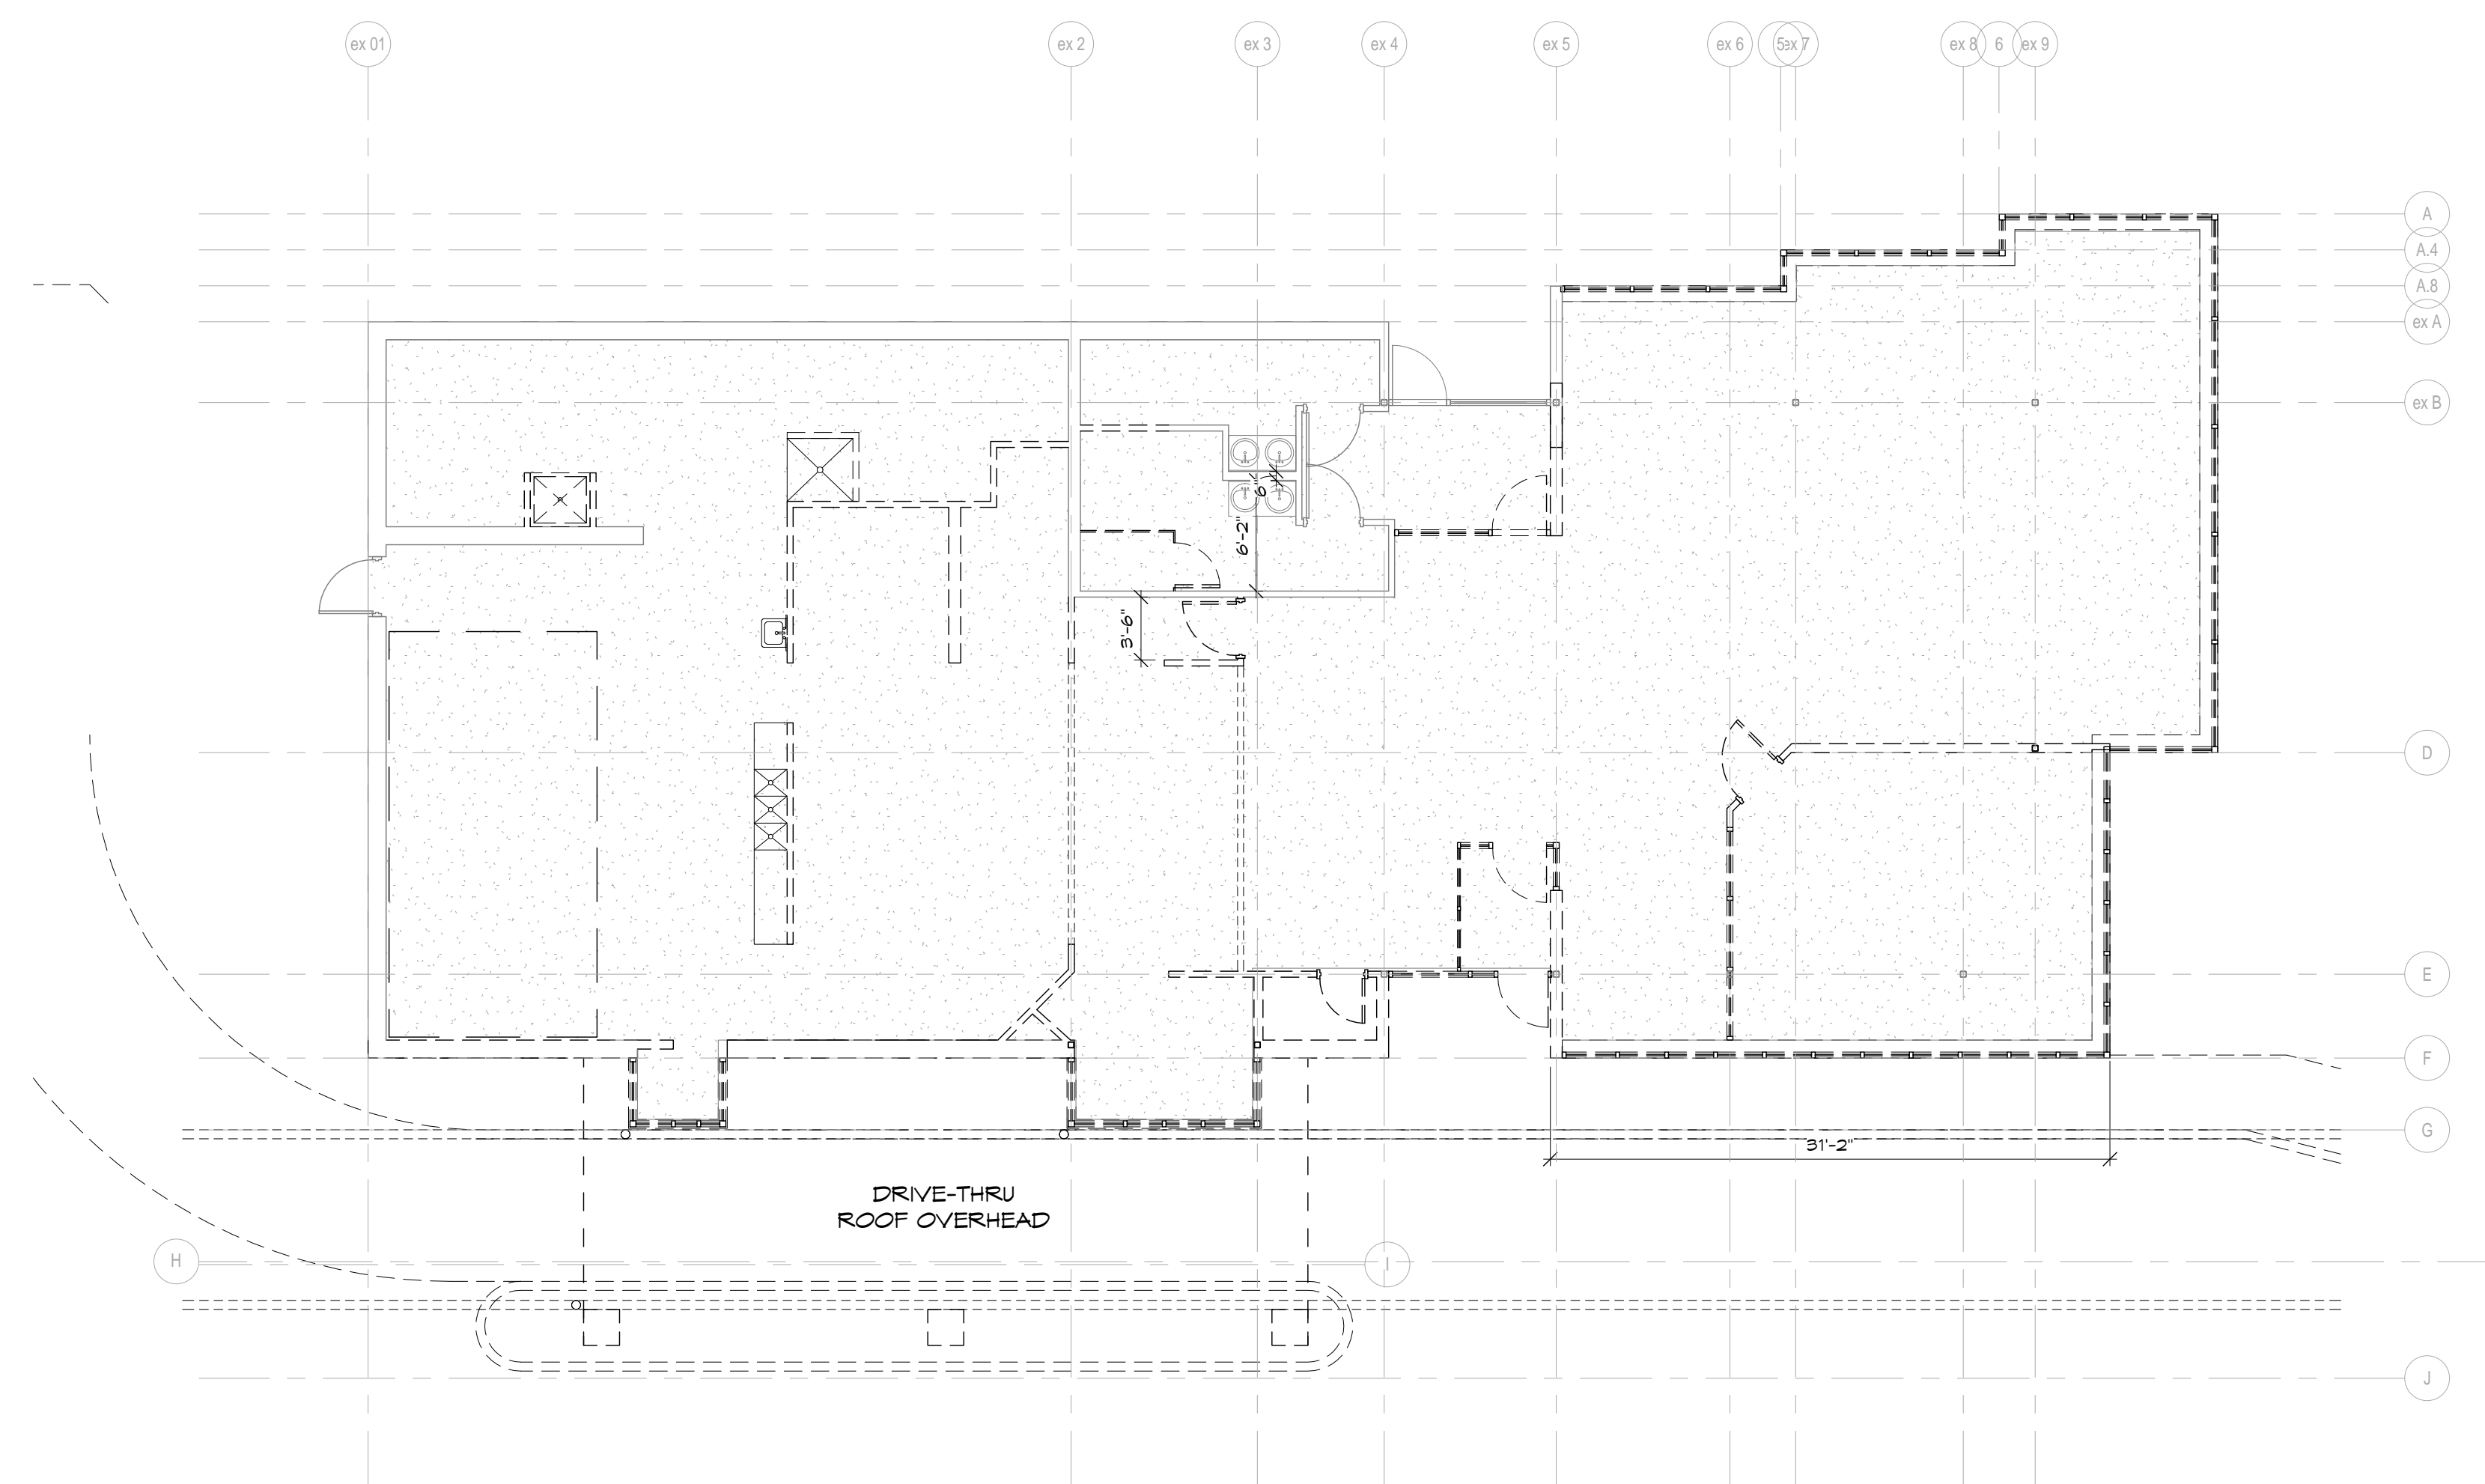 ex 01
ex 2
ex 3
ex 4
ex 5
ex 6
5
ex 7
ex 8
6
ex 9
A
A.4
A.8
ex A
ex B
6"
6'-2"
3'-6"
D
E
F
G
31'-2"
DRIVE-THRU
ROOF OVERHEAD
H
I
J